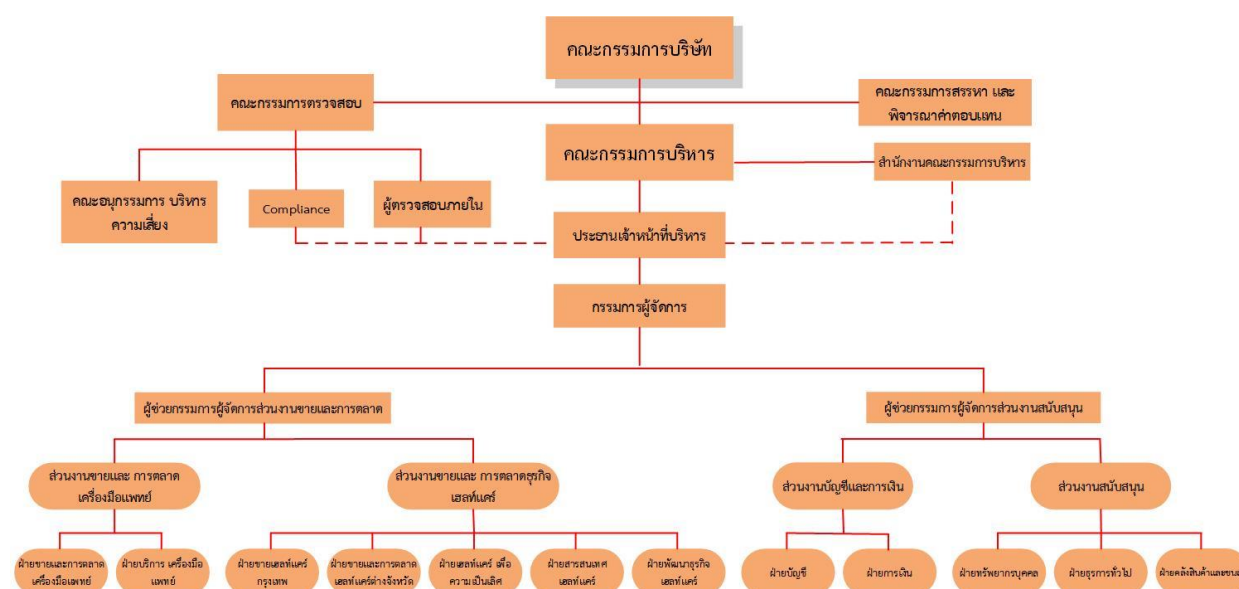 คณะกรรมการบริษัท
คณะกรรมการตรวจสอบ
คณะกรรมการสรรหา และ
พิจารณาค่าตอบแทน
คณะกรรมการบริหาร
สำนักงานคณะกรรมการบริหาร
คณะอนุกรรมการ บริหาร
ความเสี่ยง
Compliance
ผู้ตรวจสอบภายใน
ประธานเจ้าหน้าที่บริหาร
กรรมการผู้จัดการ
ผู้ช่วยกรรมการผู้จัดการส่วนงานขายและการตลาด
ผู้ช่วยกรรมการผู้จัดการส่วนงานสนับสนุน
ส่วนงานขายและ การตลาด
เครื่องมือแพทย์
ส่วนงานขายและ การตลาดธุรกิจ
เฮลท์แคร์
ส่วนงานบัญชีและการเงิน
ส่วนงานสนับสนุน
ฝ่ายขายและการตลาด
เครื่องมือแพทย์
ฝ่ายบริการ เครื่องมือ
แพทย์
ฝ่ายขายเฮลท์แคร์
กรุงเทพ
ฝ่ายขายและการตลาด
เฮลท์แคร์ต่างจังหวัด
ฝ่ายเฮลท์แคร์ เพื่อ
ความเป็นเลิศ
ฝ่ายสารสนเทศ
เฮลท์แคร์
ฝ่ายพัฒนาธุรกิจ
เฮลท์แคร์
ฝ่ายบัญชี
ฝ่ายการเงิน
ฝ่ายทรัพยากรบุคคล
ฝ่ายธุรการทั่วไป
ฝ่ายคลังสินค้าและ